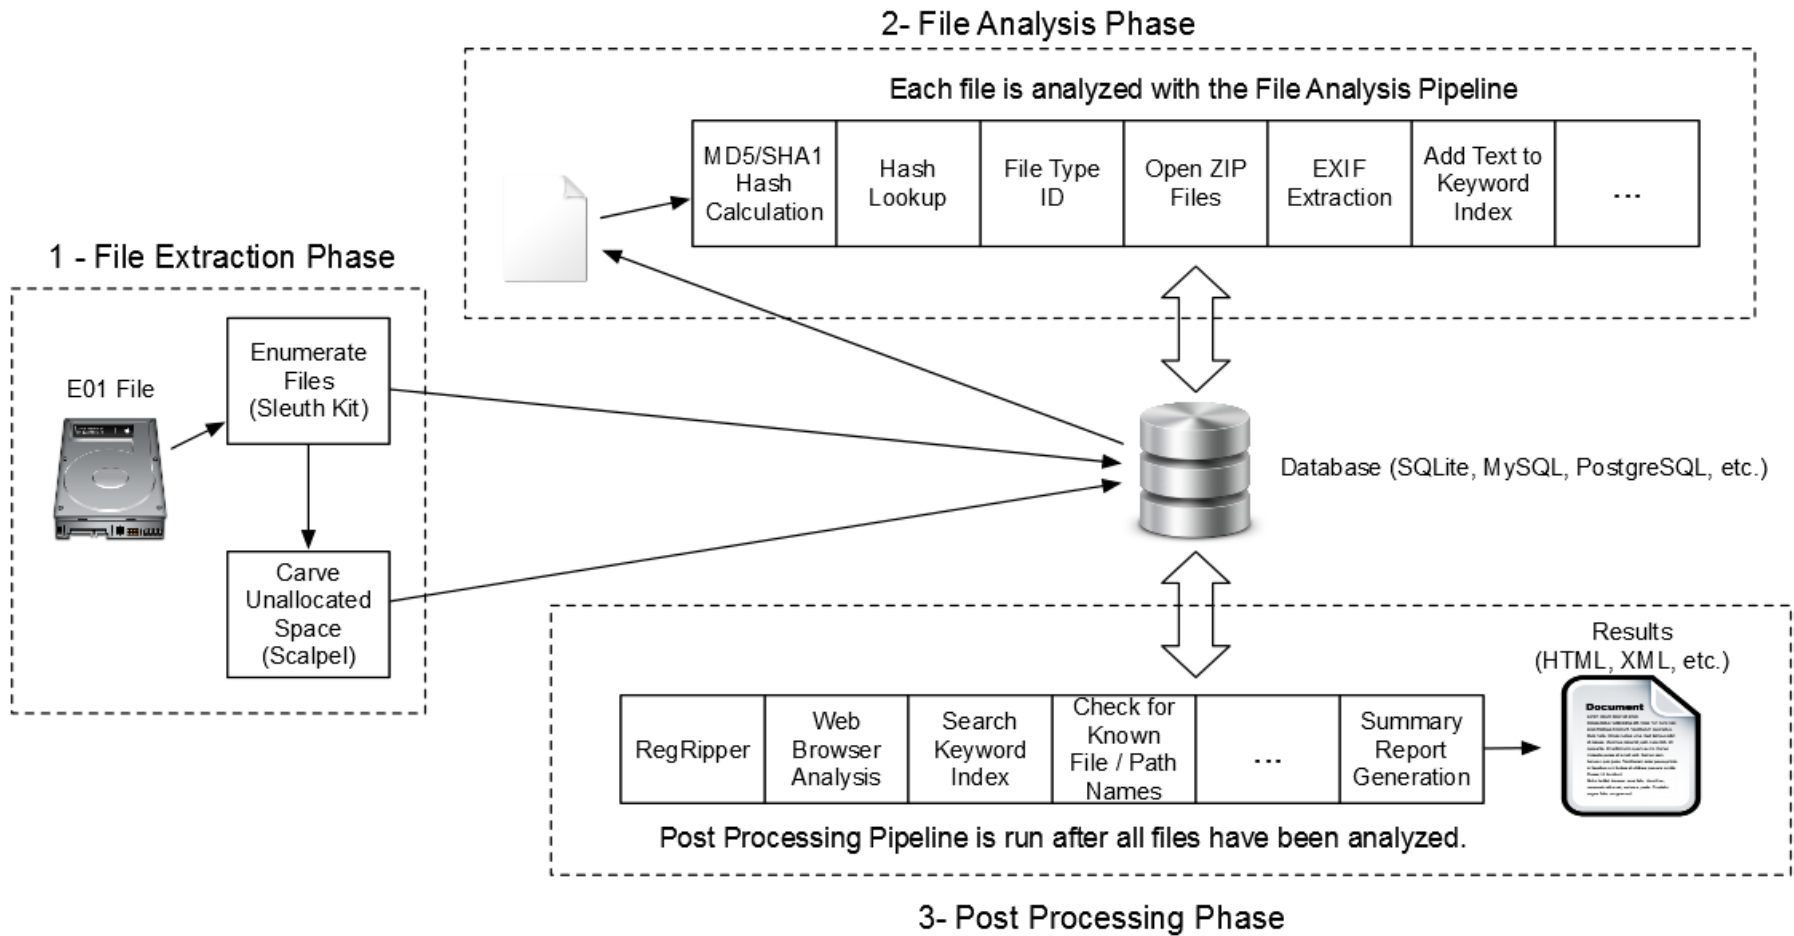 2- File Analysis Phase
Each file is analyzed with the File Analysis Pipeline
MD5/SHA1
Hash
Calculation
Hash
Lookup
File Type
ID
Open ZIP
Files
EXIF
Extraction
Add Text to
Keyword
Index
...
1 - File Extraction Phase
E01 File
Enumerate
Files
(Sleuth Kit)
Carve
Unallocated
Space
(Scalpel)
Database (SQLite, MySQL, PostgreSQL, etc.)
Results
(HTML, XML, etc.)
Document
RegRipper
Web
Browser
Analysis
Search
Keyword
Index
Check for
Known
File / Path
Names
...
Summary
Report
Generation
Post Processing Pipeline is run after all files have been analyzed.
3- Post Processing Phase